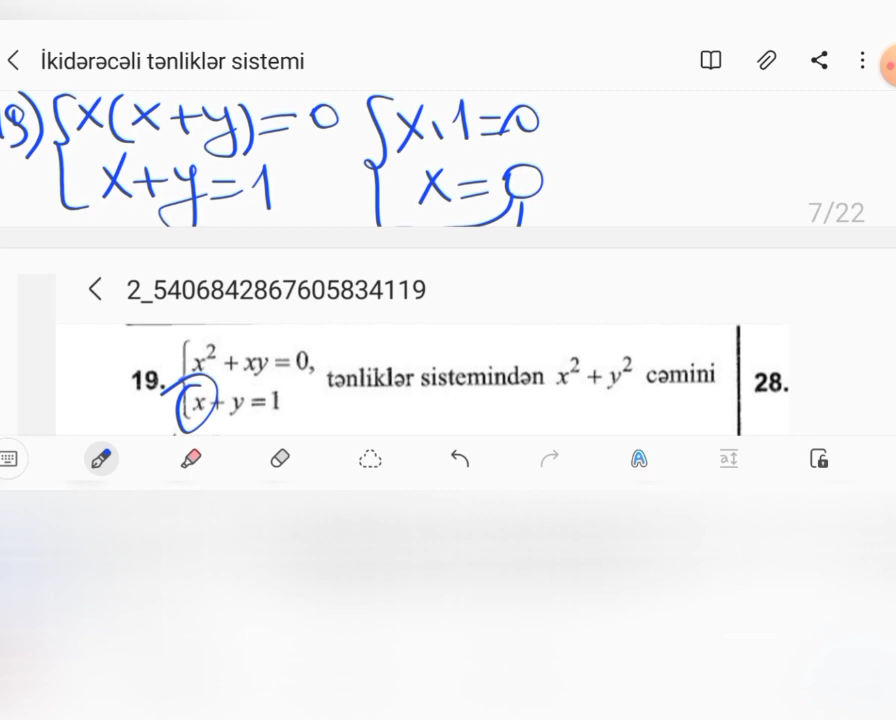 İkidərəcəli tənliklər sistemi
{x(x+y)=0 {x·1=0
x+y=1 x=0
7/22
2_5406842867605834119
19. {x² + xy = 0,
x + y = 1
tənliklər sistemindən x² + y² cəmini
28.